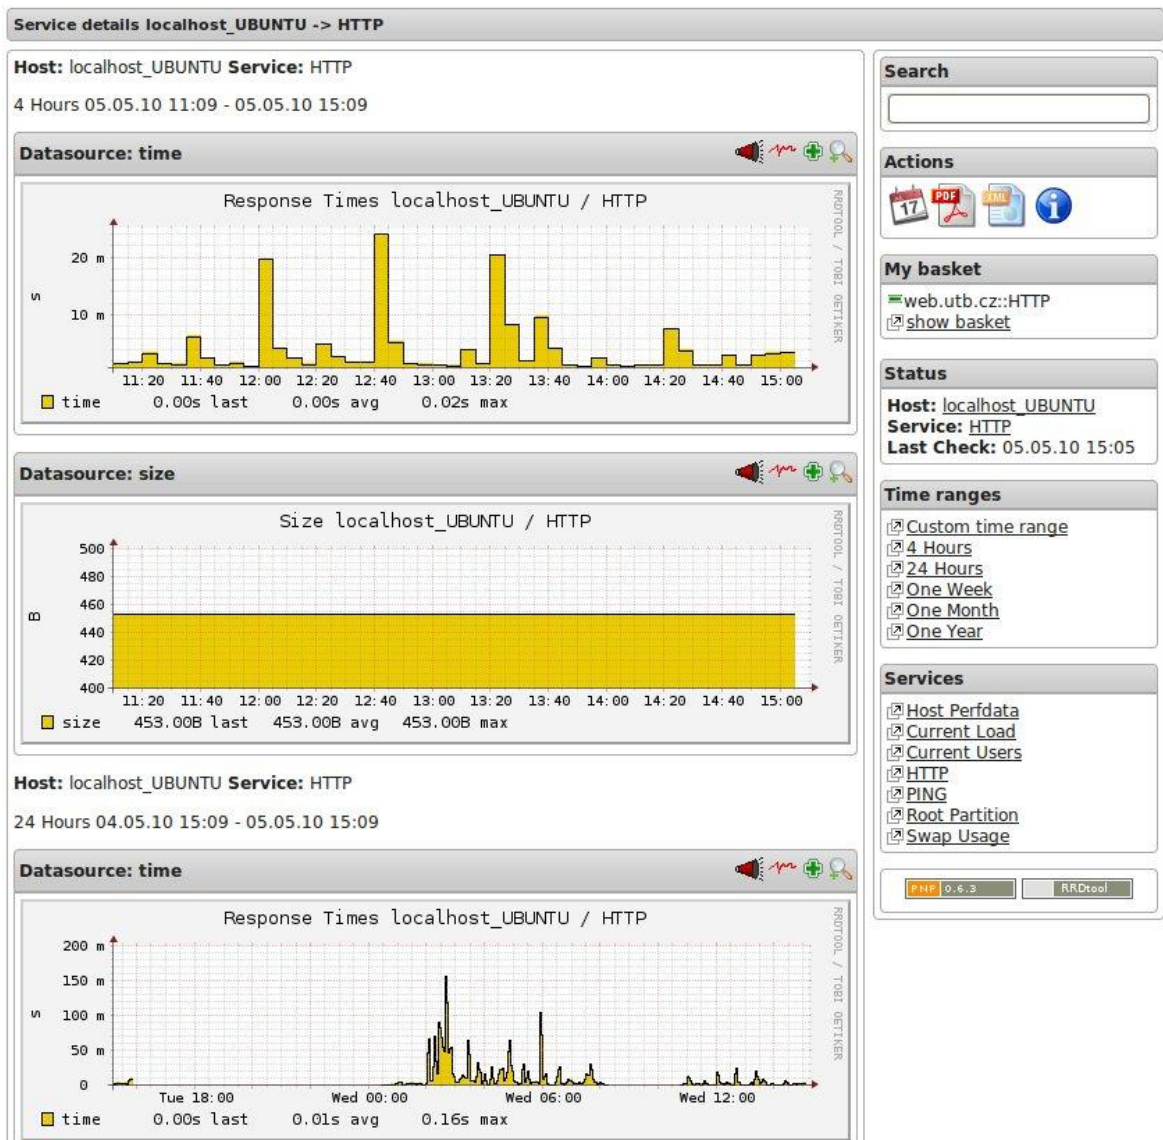 Service details localhost_UBUNTU -> HTTP
Host: localhost_UBUNTU Service: HTTP
4 Hours 05.05.10 11:09 - 05.05.10 15:09
Datasource: time
Response Times localhost_UBUNTU / HTTP
RRDTOOL / TOBI OETIKER
20 m
s
10 m
11:20 11:40 12:00 12:20 12:40 13:00 13:20 13:40 14:00 14:20 14:40 15:00
time 0.00s last 0.00s avg 0.02s max
Datasource: size
Size localhost_UBUNTU / HTTP
RRDTOOL / TOBI OETIKER
500
480
460
B
440
420
400
11:20 11:40 12:00 12:20 12:40 13:00 13:20 13:40 14:00 14:20 14:40 15:00
size 453.00B last 453.00B avg 453.00B max
Host: localhost_UBUNTU Service: HTTP
24 Hours 04.05.10 15:09 - 05.05.10 15:09
Datasource: time
Response Times localhost_UBUNTU / HTTP
RRDTOOL / TOBI OETIKER
200 m
150 m
s
100 m
50 m
0
Tue 18:00 Wed 00:00 Wed 06:00 Wed 12:00
time 0.00s last 0.01s avg 0.16s max
Search
Actions
17
PDF
XML
i
My basket
web.utb.cz::HTTP
show basket
Status
Host: localhost_UBUNTU
Service: HTTP
Last Check: 05.05.10 15:05
Time ranges
Custom time range
4 Hours
24 Hours
One Week
One Month
One Year
Services
Host Perfdata
Current Load
Current Users
HTTP
PING
Root Partition
Swap Usage
PNP 0.6.3
RRDtool